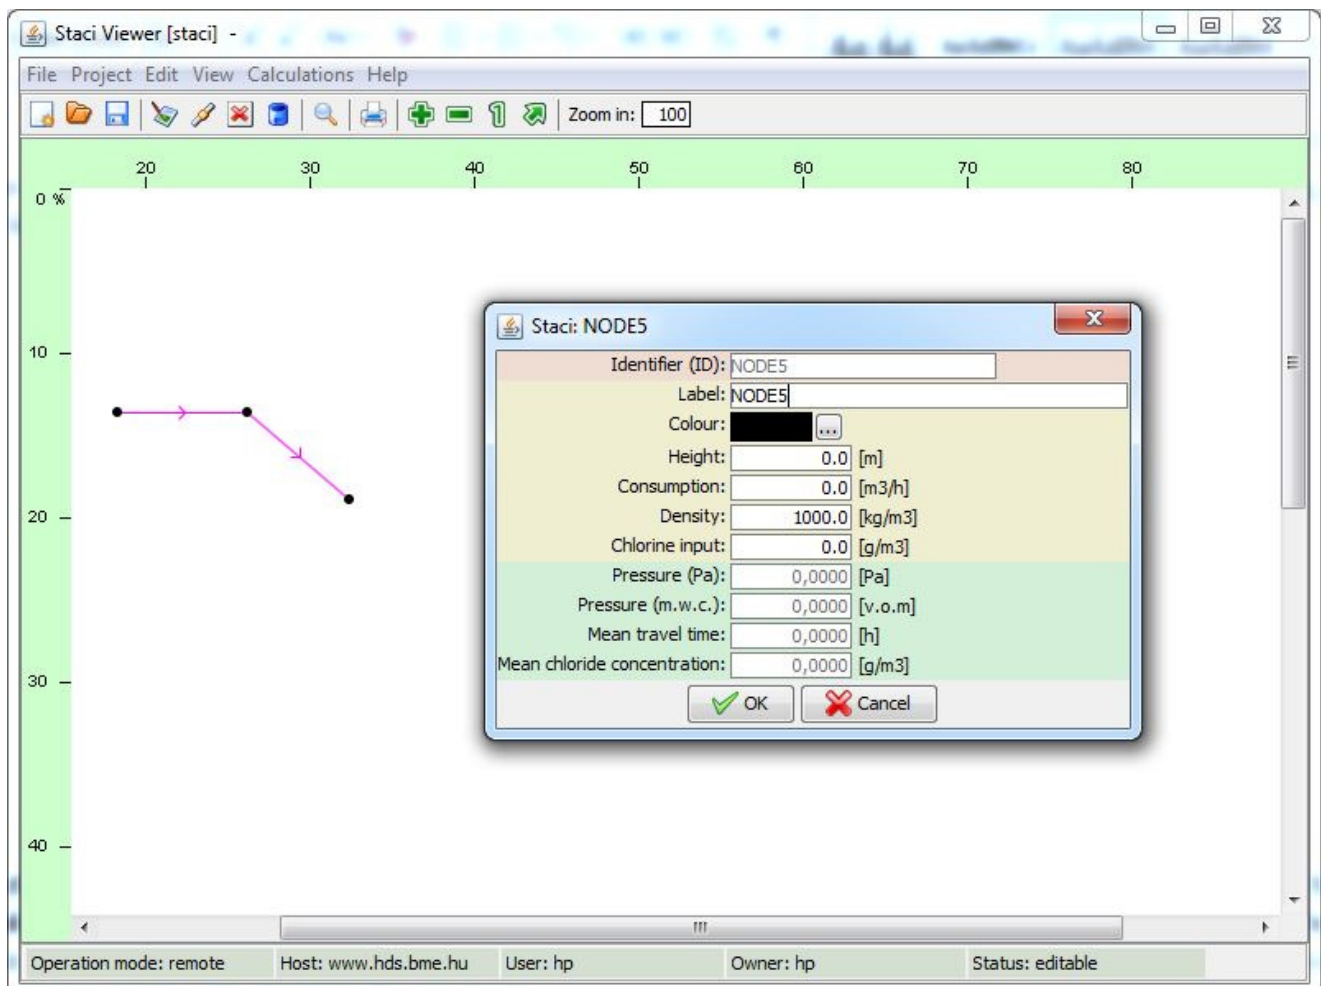 Staci Viewer [staci] -
File Project Edit View Calculations Help
Zoom in: 100
20 30 40 50 60 70 80
0 %
10
20
30
40
Staci: NODE5
Identifier (ID): NODE5
Label: NODE5
Colour: ...
Height: 0.0 [m]
Consumption: 0.0 [m3/h]
Density: 1000.0 [kg/m3]
Chlorine input: 0.0 [g/m3]
Pressure (Pa): 0,0000 [Pa]
Pressure (m.w.c.): 0,0000 [v.o.m]
Mean travel time: 0,0000 [h]
Mean chloride concentration: 0,0000 [g/m3]
OK Cancel
Operation mode: remote Host: www.hds.bme.hu User: hp Owner: hp Status: editable